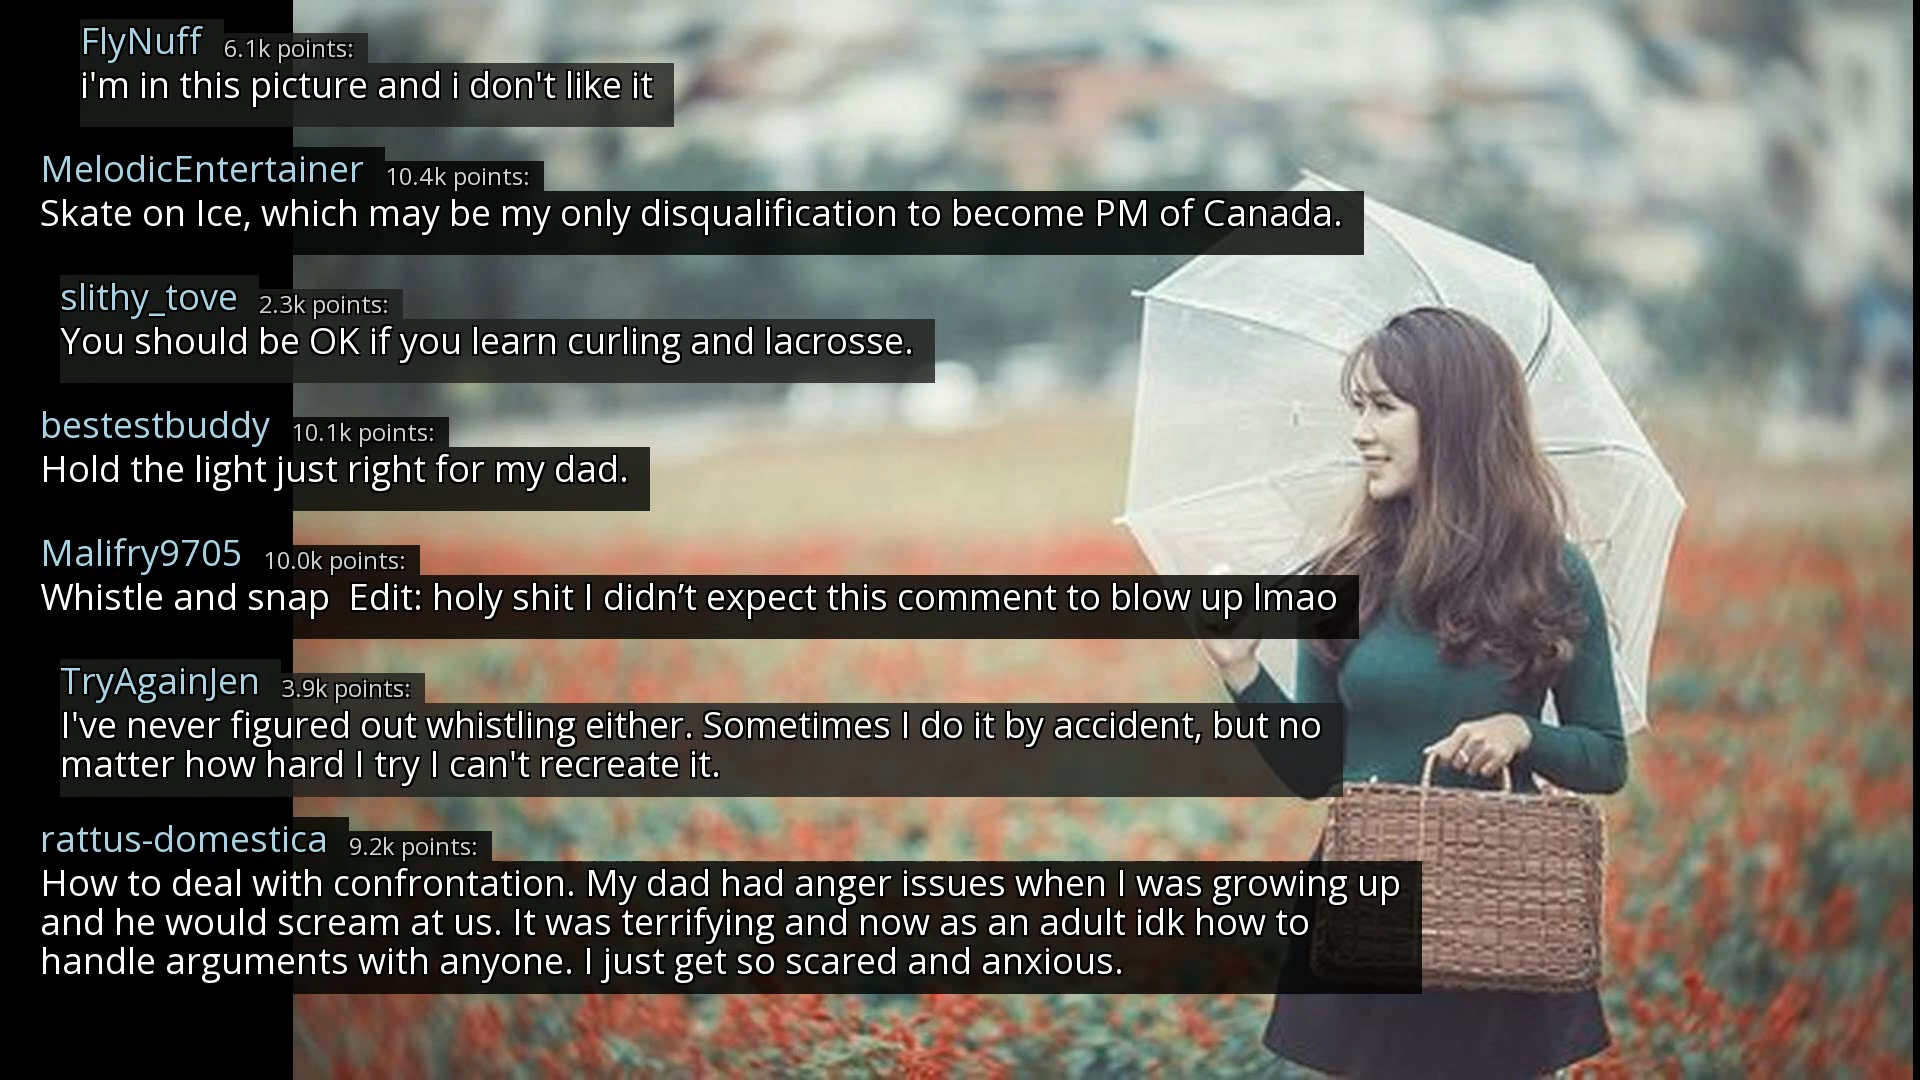 FlyNuff 6.1k points:
i'm in this picture and i don't like it
MelodicEntertainer 10.4k points:
Skate on Ice, which may be my only disqualification to become PM of Canada.
slithy_tove 2.3k points:
You should be OK if you learn curling and lacrosse.
bestestbuddy 10.1k points:
Hold the light just right for my dad.
Malifry9705 10.0k points:
Whistle and snap  Edit: holy shit I didn’t expect this comment to blow up lmao
TryAgainJen 3.9k points:
I've never figured out whistling either. Sometimes I do it by accident, but no
matter how hard I try I can't recreate it.
rattus-domestica 9.2k points:
How to deal with confrontation. My dad had anger issues when I was growing up
and he would scream at us. It was terrifying and now as an adult idk how to
handle arguments with anyone. I just get so scared and anxious.